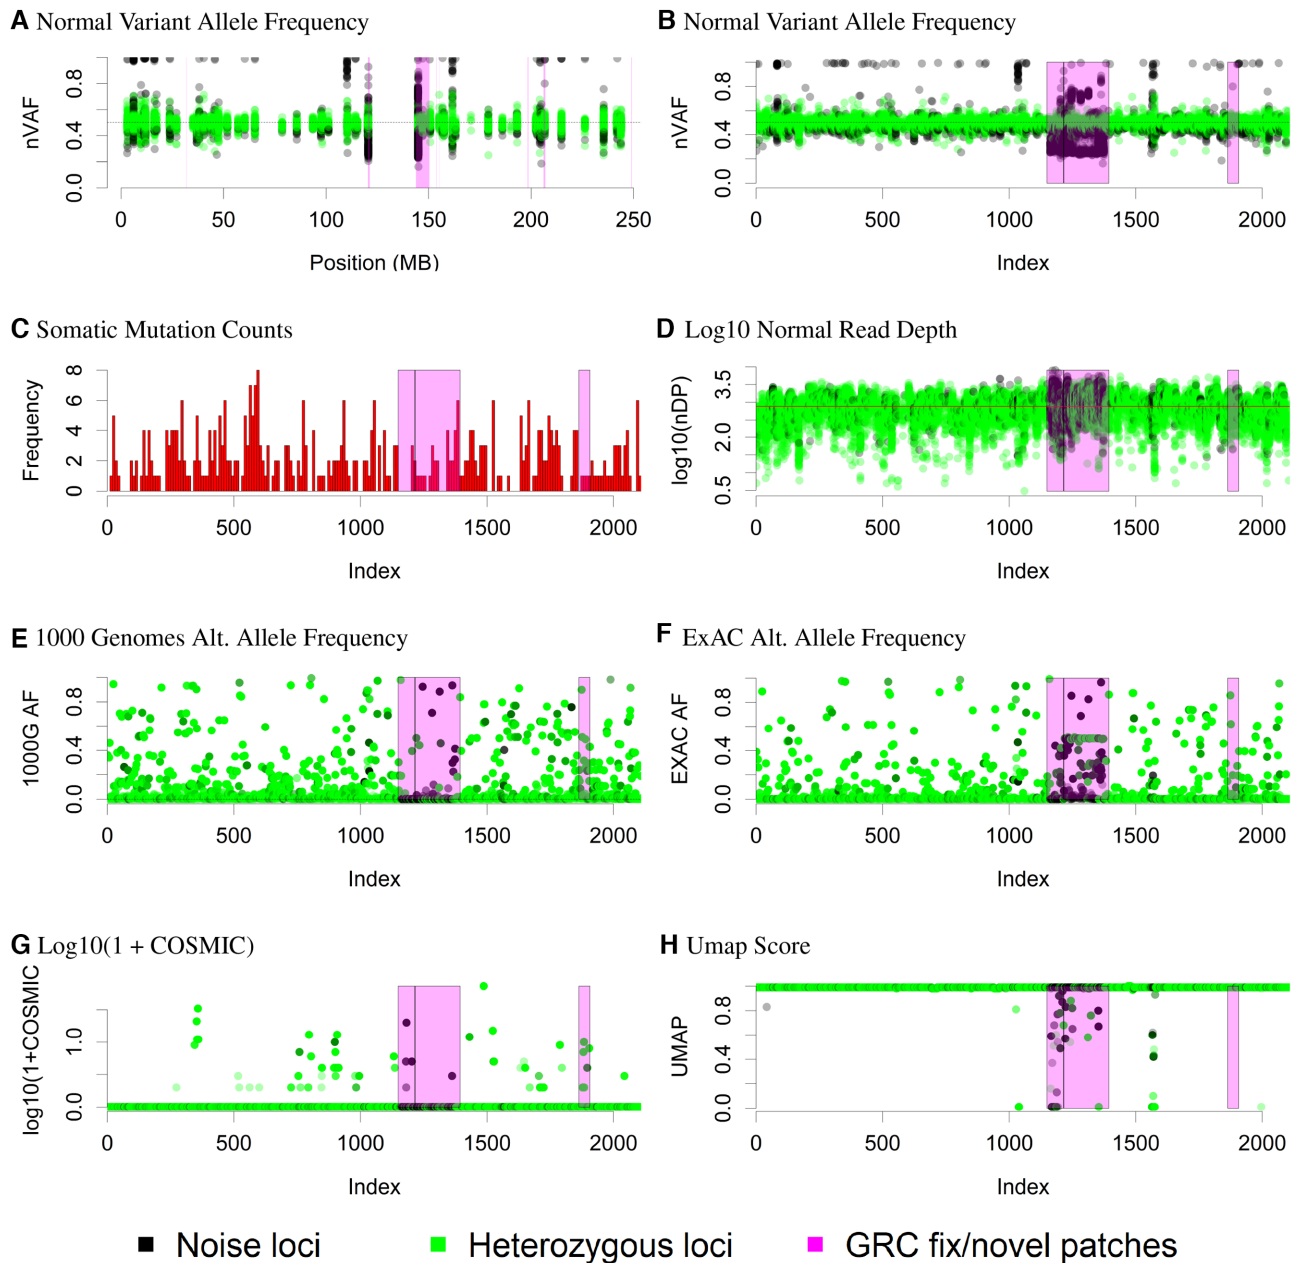 A Normal Variant Allele Frequency
nVAF
0.0 0.4 0.8
0 50 100 150 200 250
Position (MB)
B Normal Variant Allele Frequency
nVAF
0.0 0.4 0.8
0 500 1000 1500 2000
Index
C Somatic Mutation Counts
Frequency
0 2 4 6 8
0 500 1000 1500 2000
Index
D Log10 Normal Read Depth
log10(nDP)
0.5 2.0 3.5
0 500 1000 1500 2000
Index
E 1000 Genomes Alt. Allele Frequency
1000G AF
0.0 0.4 0.8
0 500 1000 1500 2000
Index
F ExAC Alt. Allele Frequency
EXAC AF
0.0 0.4 0.8
0 500 1000 1500 2000
Index
G Log10(1 + COSMIC)
log10(1+COSMIC
0.0 1.0
0 500 1000 1500 2000
Index
H Umap Score
UMAP
0.0 0.4 0.8
0 500 1000 1500 2000
Index
Noise loci
Heterozygous loci
GRC fix/novel patches